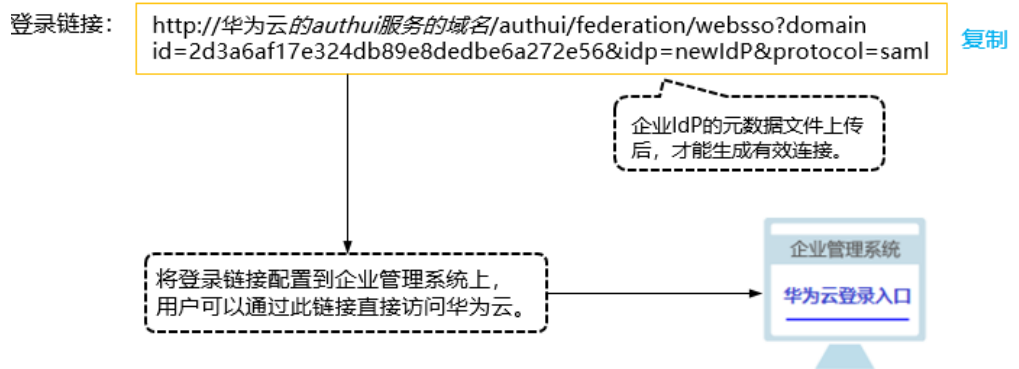 登录链接：
http://华为云的authui服务的域名/authui/federation/websso?domain
id=2d3a6af17e324db89e8dedbe6a272e56&idp=newIdP&protocol=saml
复制
企业IdP的元数据文件上传
后，才能生成有效连接。
将登录链接配置到企业管理系统上，
用户可以通过此链接直接访问华为云。
企业管理系统
华为云登录入口